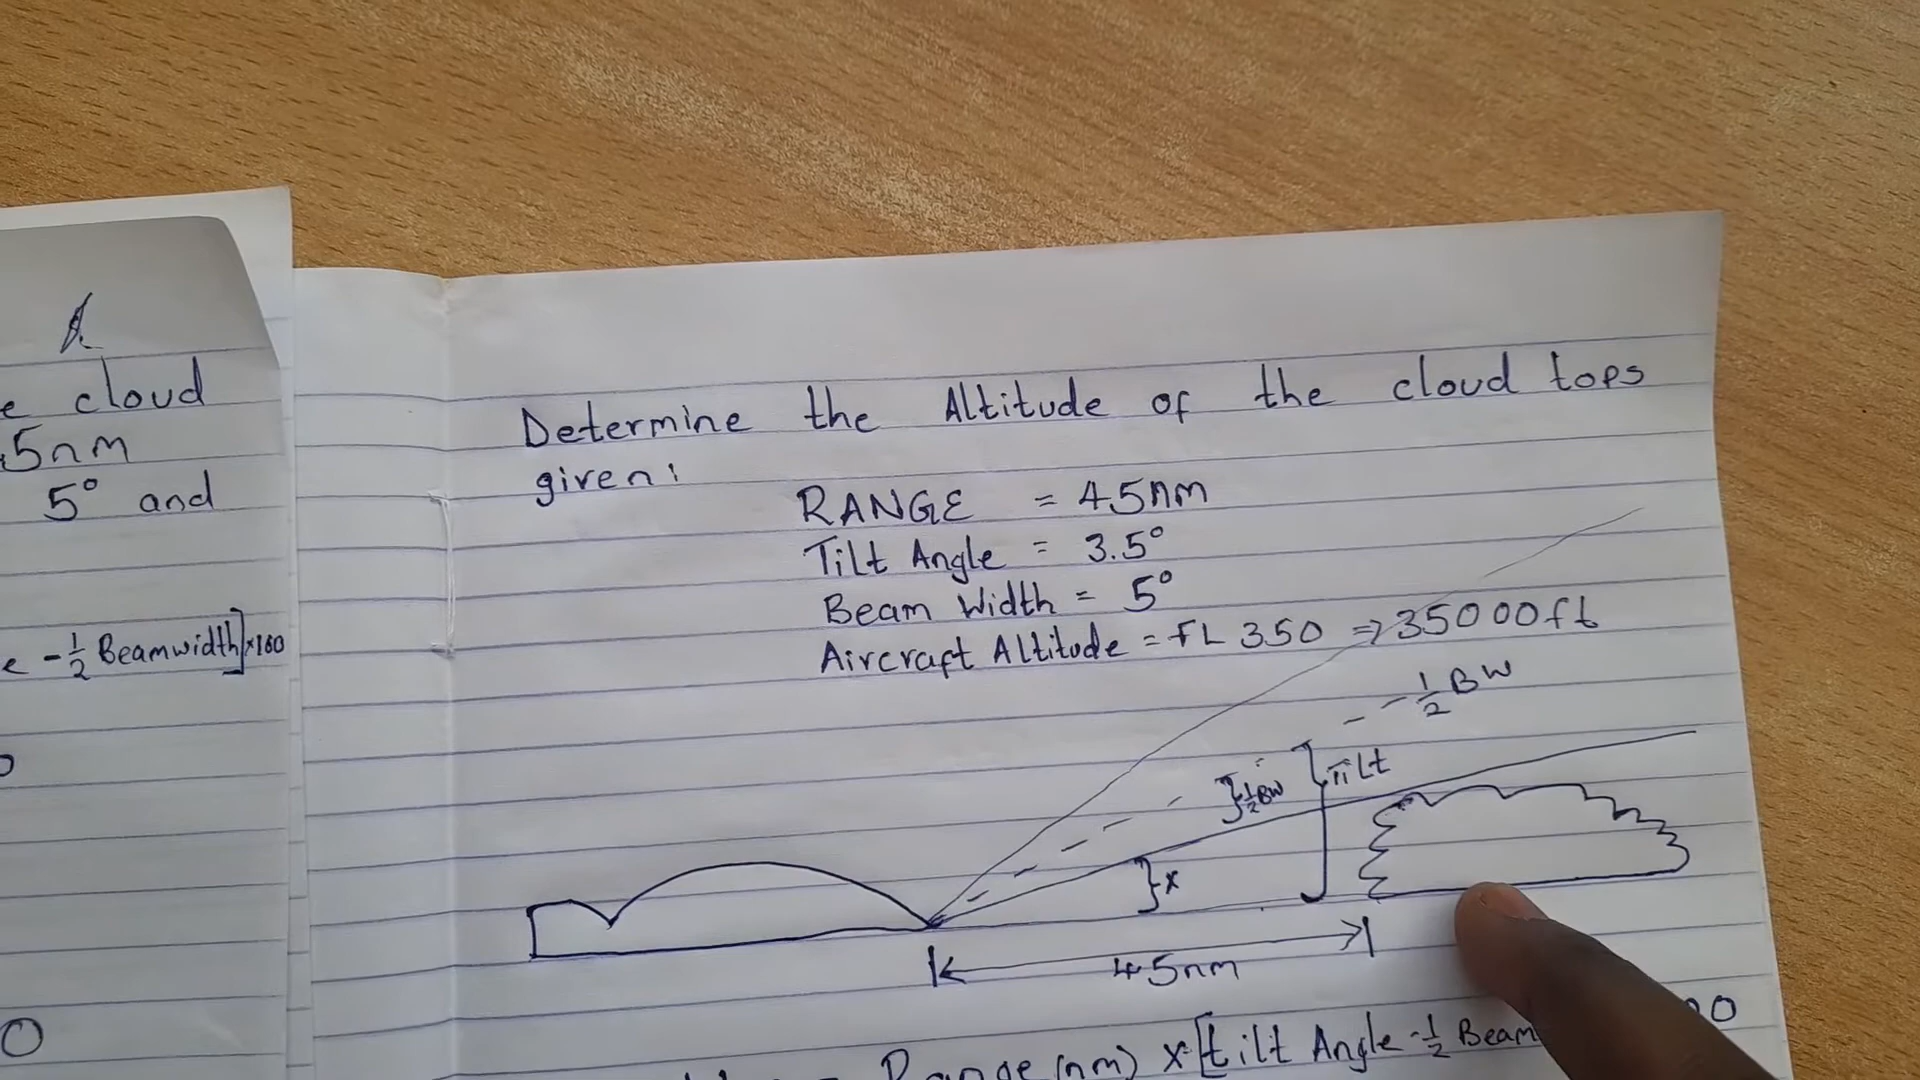 e cloud
5nm
5° and
e - 1/2 Beamwidth]×100
0
Determine the Altitude of the cloud tops
given:
RANGE = 45nm
Tilt Angle = 3.5°
Beam Width = 5°
Aircraft Altitude = FL 350 => 35000ft
1/2 BW
Tilt
1/2 BW
x
45nm
Range (nm) x [tilt Angle - 1/2 Beam